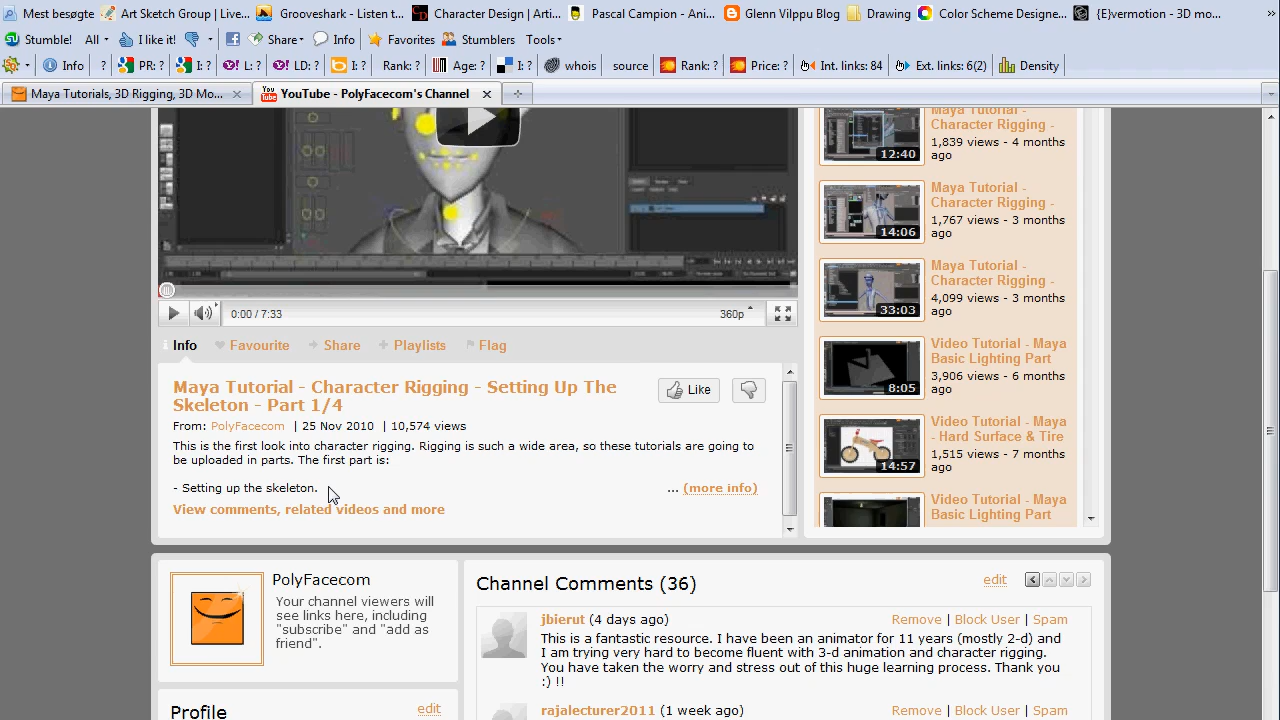 Mest besøgte Art Sketch Group | Live... Grooveshark - Listen t... Character Design | Arti... Pascal Campion - Ani... Glenn Vilppu Blog Drawing Color Scheme Designe... {E}vermotion - 3D mo... »
Stumble! All I like it! Share Info Favorites Stumblers Tools
Info ? PR: ? I: ? L: ? LD: ? I: ? Rank: ? Age: ? I: ? whois source Rank: ? Price: ? Int. links: 84 Ext. links: 6(2) Density
Maya Tutorials, 3D Rigging, 3D Mo... YouTube - PolyFacecom's Channel
Maya Tutorial -
Character Rigging -
1,839 views - 4 months
ago
12:40
Maya Tutorial -
Character Rigging -
1,767 views - 3 months
ago
14:06
Maya Tutorial -
Character Rigging -
4,099 views - 3 months
ago
33:03
Video Tutorial - Maya
Basic Lighting Part
3,906 views - 6 months
ago
8:05
Video Tutorial - Maya
- Hard Surface & Tire
1,515 views - 7 months
ago
14:57
Video Tutorial - Maya
Basic Lighting Part
0:00 / 7:33 360p
Info Favourite Share Playlists Flag
Maya Tutorial - Character Rigging - Setting Up The
Skeleton - Part 1/4
Like
From: PolyFacecom | 25 Nov 2010 | 10,574 views
This is the first look into character rigging. Rigging is such a wide area, so these tutorials are going to
be uploaded in parts. The first part is:
- Setting up the skeleton. ... (more info)
View comments, related videos and more
PolyFacecom
Your channel viewers will
see links here, including
"subscribe" and "add as
friend".
Profile edit
Channel Comments (36) edit
jbierut (4 days ago) Remove | Block User | Spam
This is a fantastic resource. I have been an animator for 11 years (mostly 2-d) and
I am trying very hard to become fluent with 3-d animation and character rigging.
You have taken the worry and stress out of this huge learning process. Thank you
:) !!
rajalecturer2011 (1 week ago) Remove | Block User | Spam